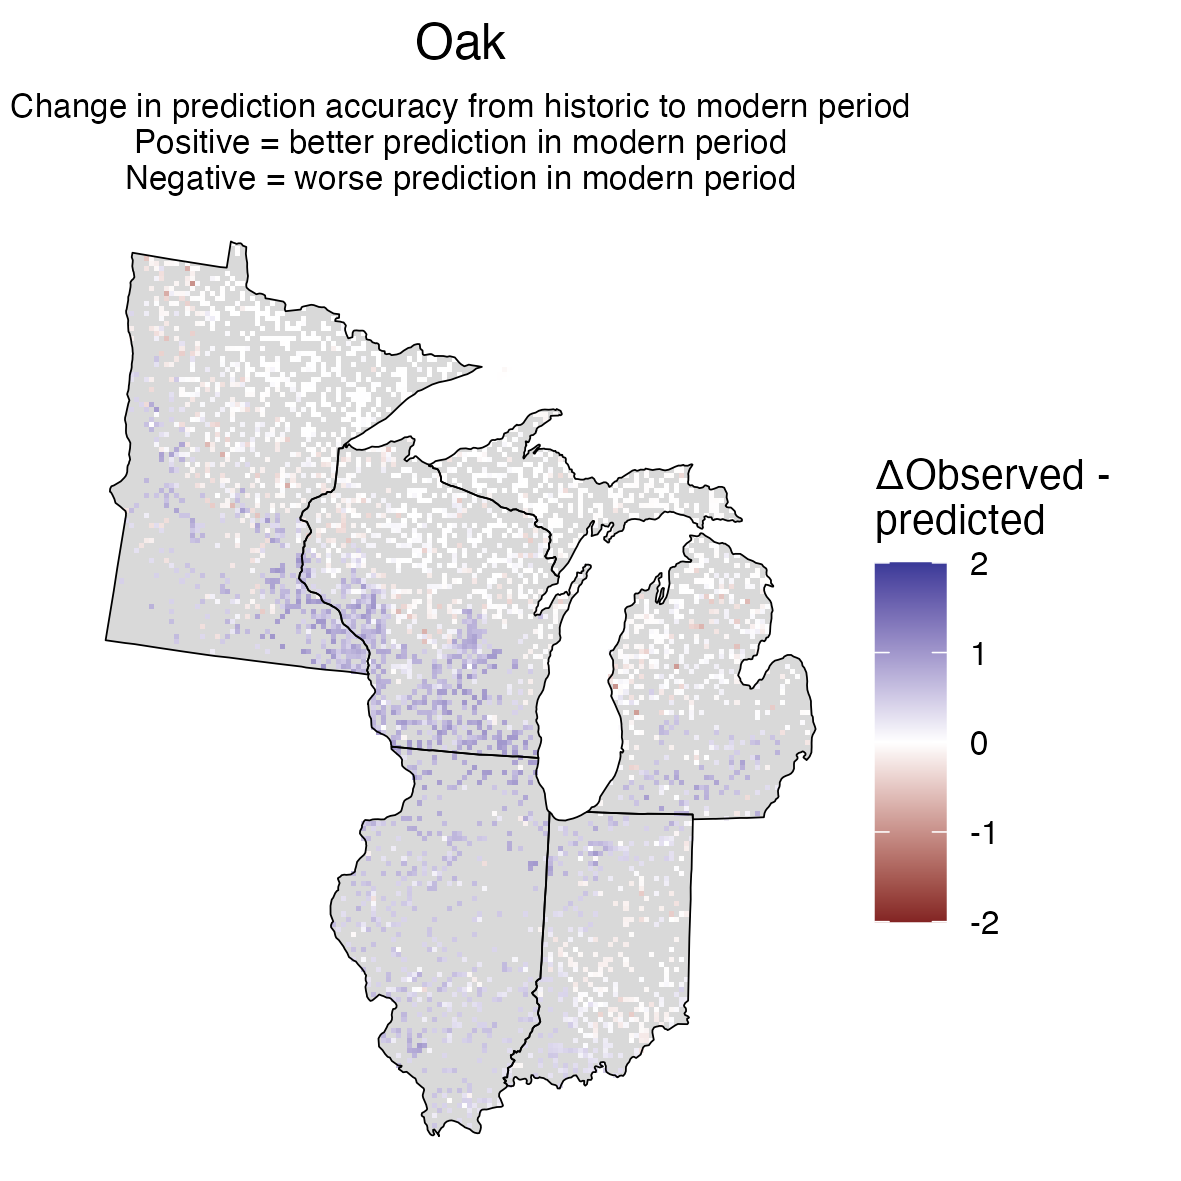 Oak
Change in prediction accuracy from historic to modern period
Positive = better prediction in modern period
Negative = worse prediction in modern period
ΔObserved -
predicted
2
1
0
-1
-2